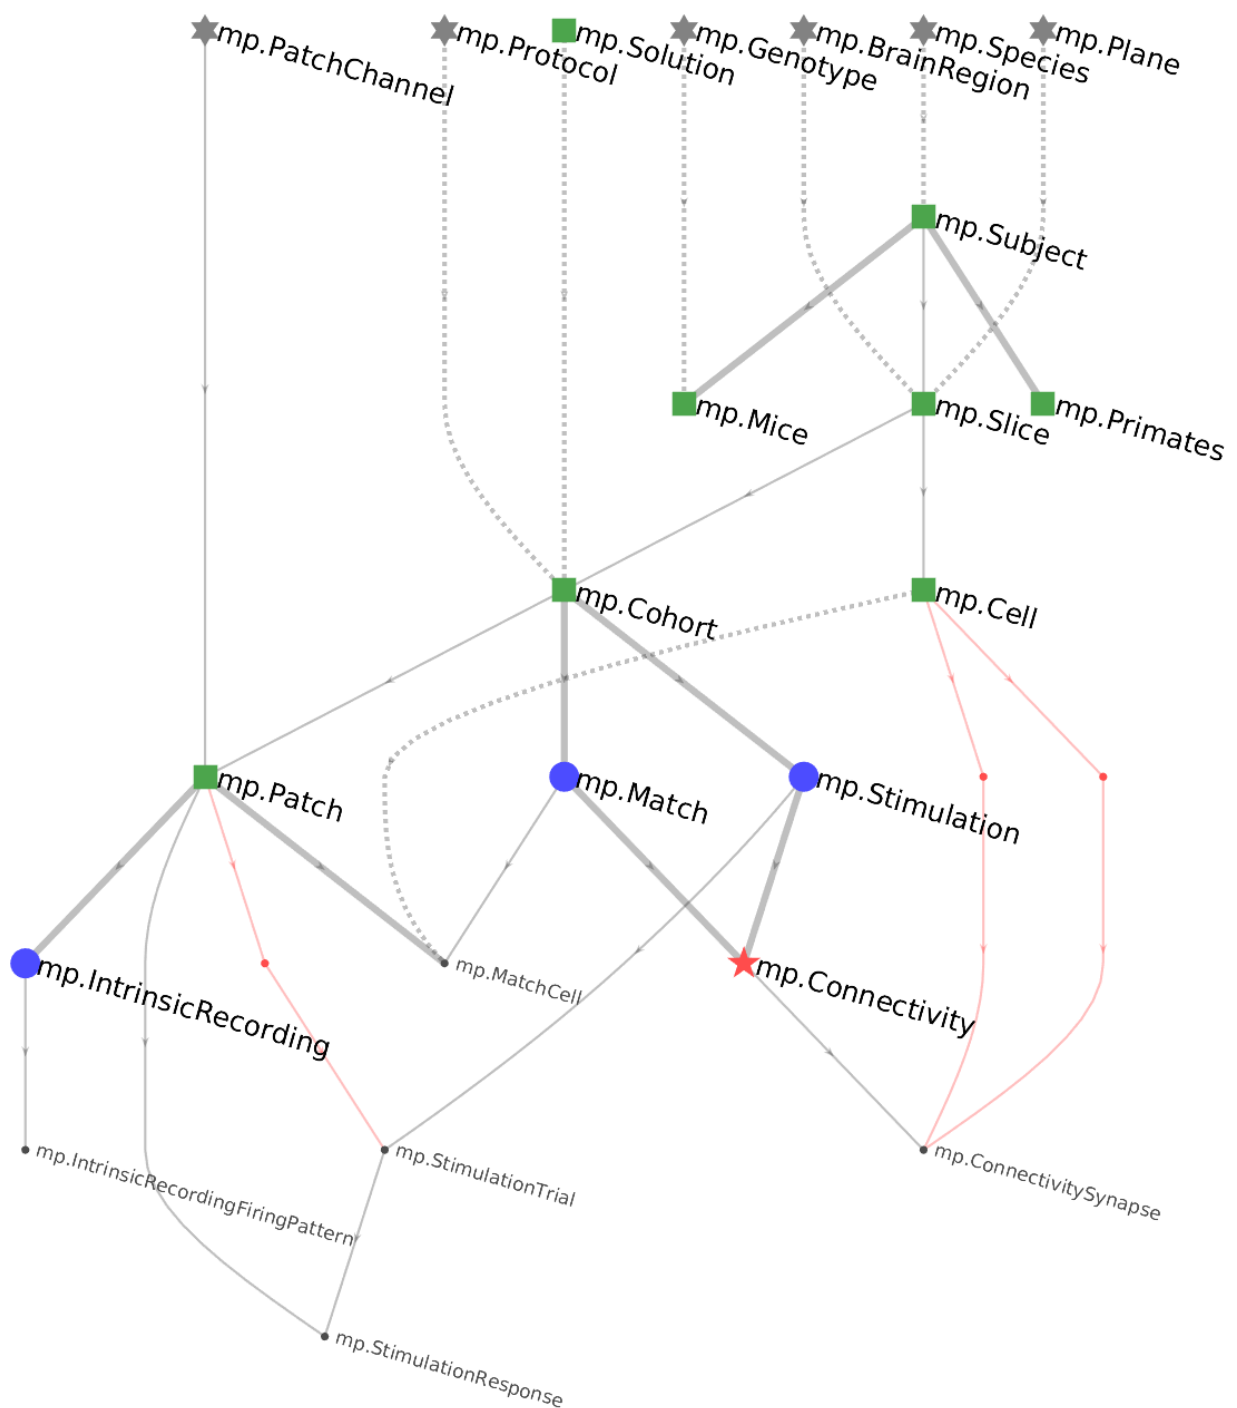 mp.PatchChannel
mp.Protocol
mp.Solution
mp.Genotype
mp.BrainRegion
mp.Species
mp.Plane
mp.Subject
mp.Mice
mp.Slice
mp.Primates
mp.Cohort
mp.Cell
mp.Patch
mp.Match
mp.Stimulation
mp.IntrinsicRecording
mp.MatchCell
mp.Connectivity
mp.IntrinsicRecordingFiringPattern
mp.StimulationTrial
mp.ConnectivitySynapse
mp.StimulationResponse